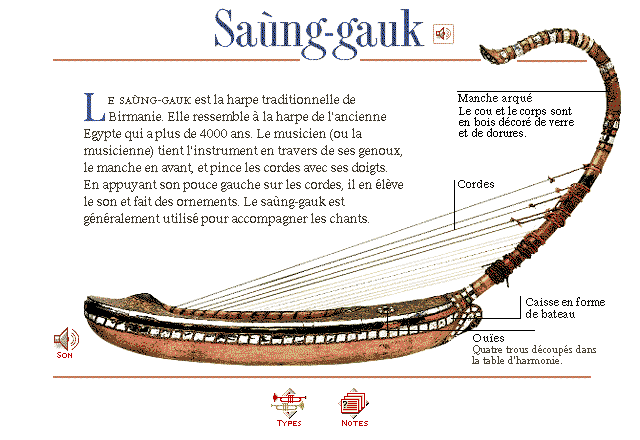 Saùng-gauk
LE SAÙNG-GAUK est la harpe traditionnelle de
Birmanie. Elle ressemble à la harpe de l'ancienne
Egypte qui a plus de 4000 ans. Le musicien (ou la
musicienne) tient l'instrument en travers de ses genoux,
le manche en avant, et pince les cordes avec ses doigts.
En appuyant son pouce gauche sur les cordes, il en élève
le son et fait des ornements. Le saùng-gauk est
généralement utilisé pour accompagner les chants.
Manche arqué
Le cou et le corps sont
en bois décoré de verre
et de dorures.
Cordes
Caisse en forme
de bateau
Ouïes
Quatre trous découpés dans
la table d'harmonie.
SON
TYPES
NOTES